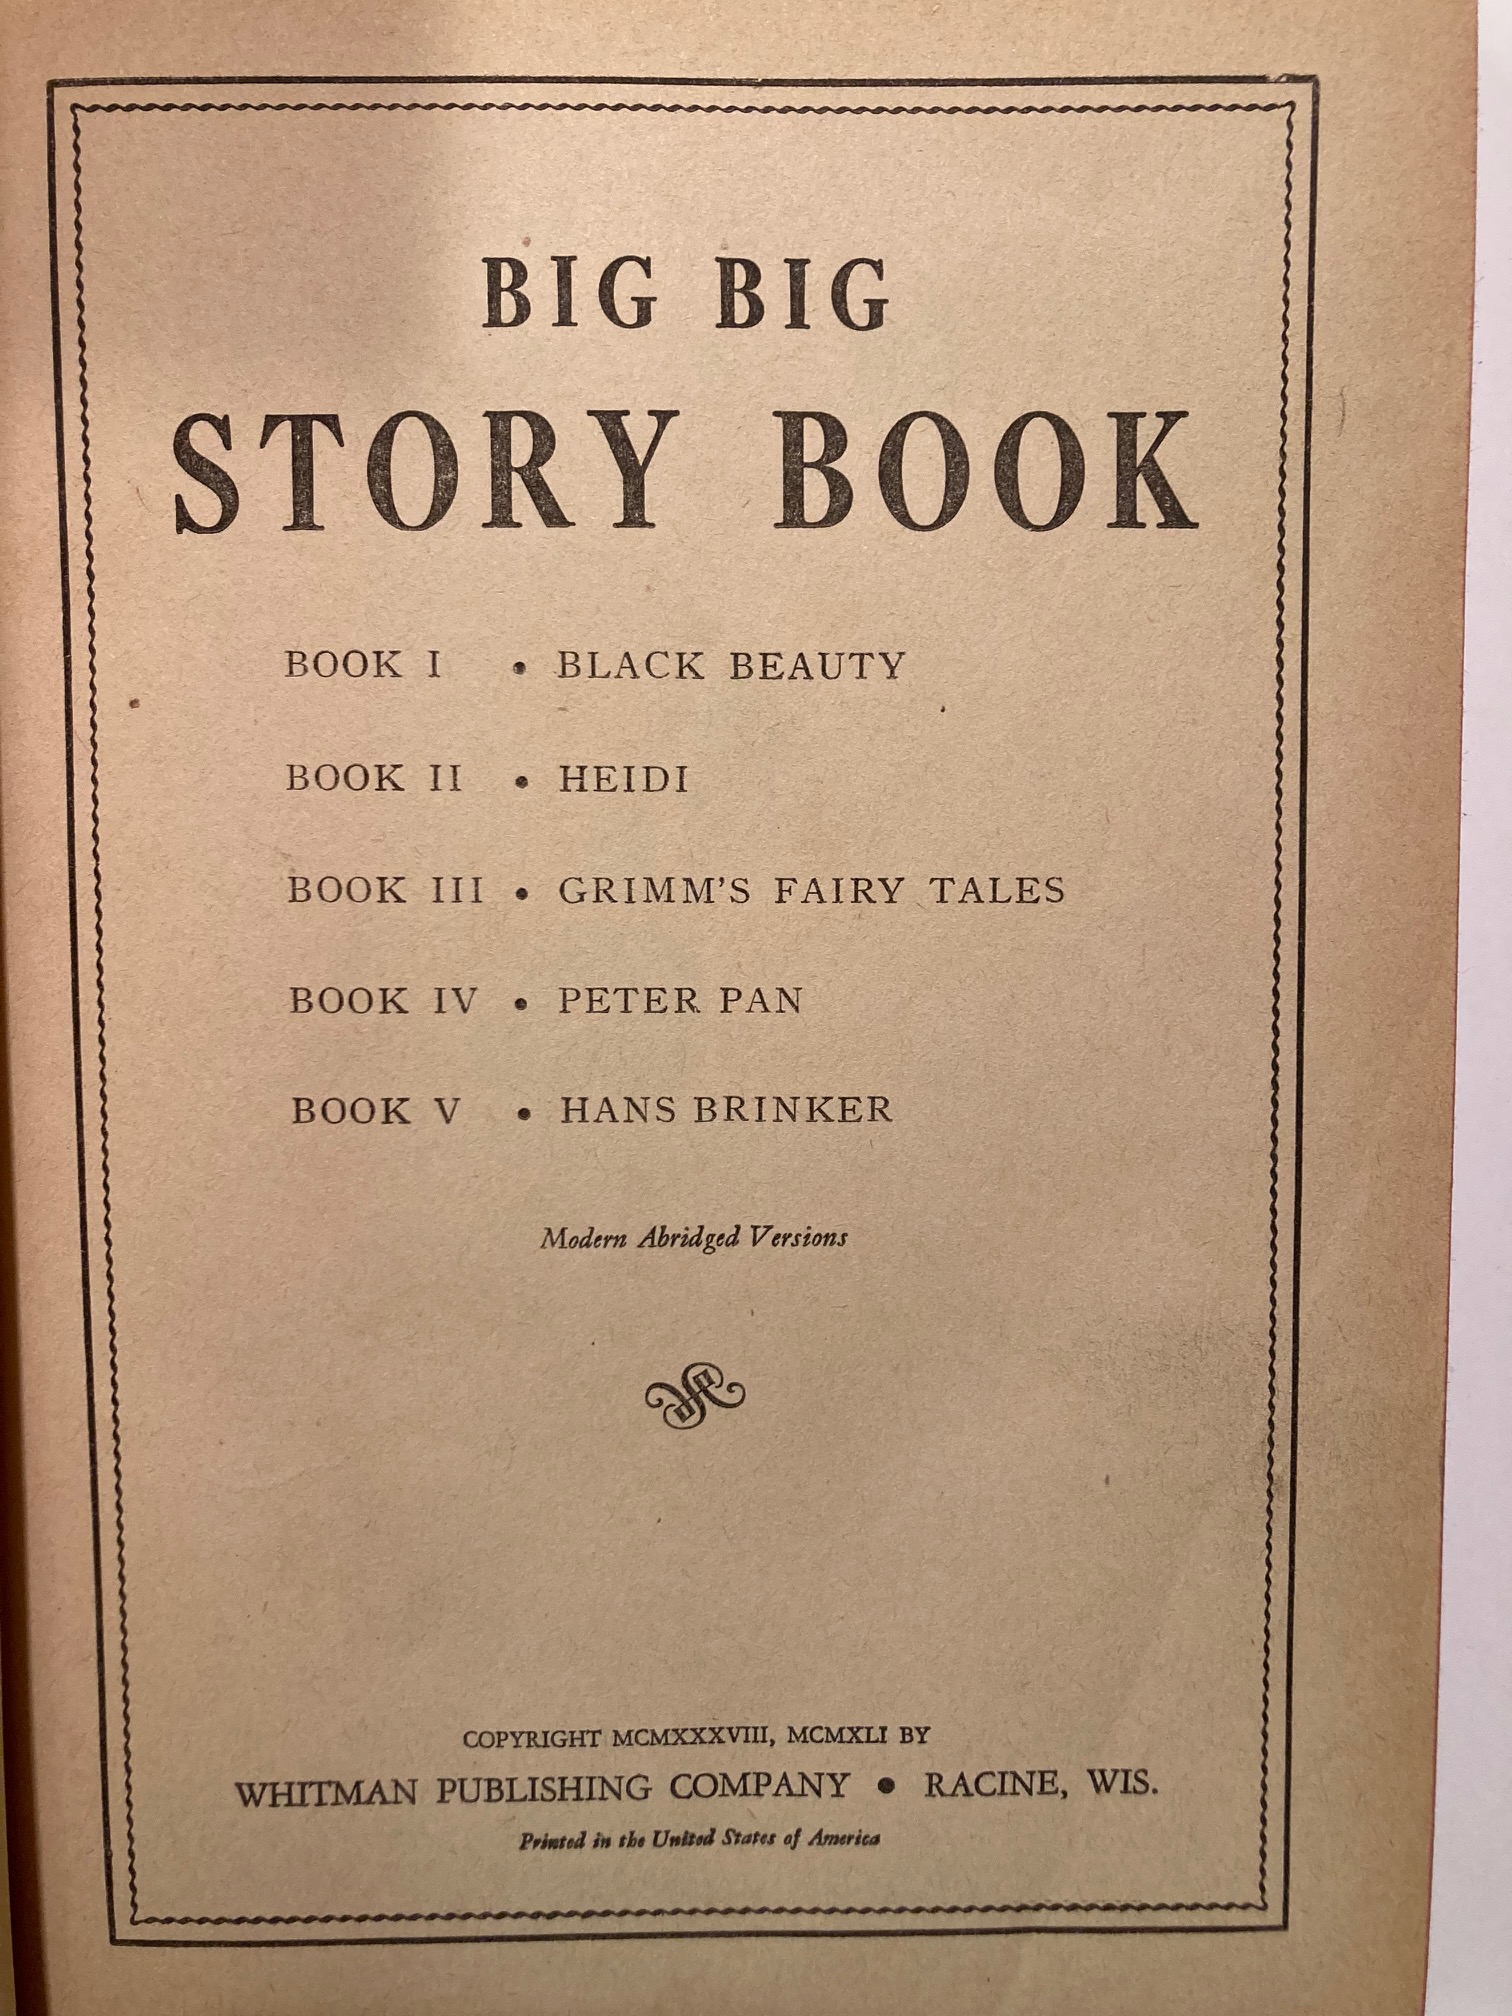 BIG BIG
STORY BOOK
BOOK I • BLACK BEAUTY
BOOK II • HEIDI
BOOK III • GRIMM'S FAIRY TALES
BOOK IV • PETER PAN
BOOK V • HANS BRINKER
Modern Abridged Versions
COPYRIGHT MCMXXXVIII, MCMXLI BY
WHITMAN PUBLISHING COMPANY • RACINE, WIS.
Printed in the United States of America